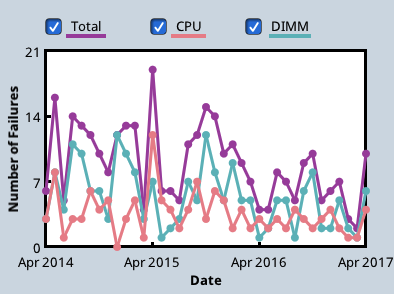 Total CPU DIMM
21
14
7
0
Number of Failures
Apr 2014 Apr 2015 Apr 2016 Apr 2017
Date